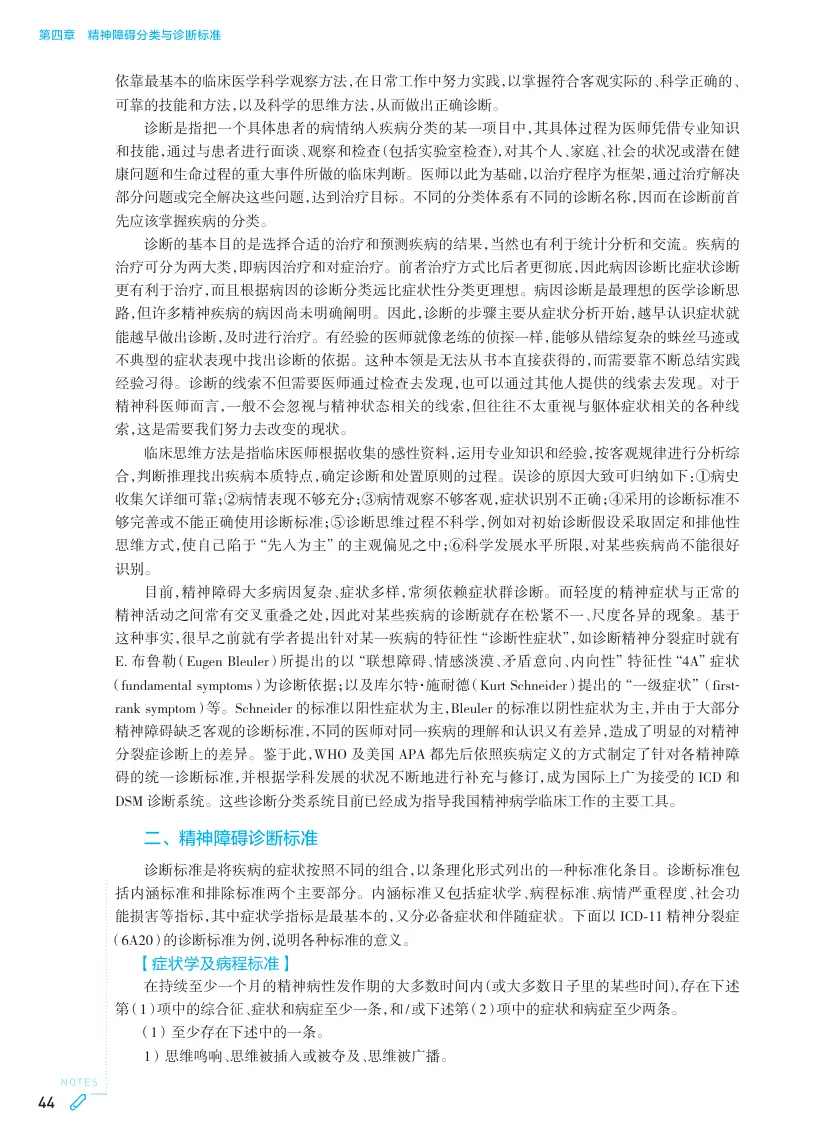 第四章　精神障碍分类与诊断标准
依靠最基本的临床医学科学观察方法，在日常工作中努力实践，以掌握符合客观实际的、科学正确的、
可靠的技能和方法，以及科学的思维方法，从而做出正确诊断。
诊断是指把一个具体患者的病情纳入疾病分类的某一项目中，其具体过程为医师凭借专业知识
和技能，通过与患者进行面谈、观察和检查（包括实验室检查），对其个人、家庭、社会的状况或潜在健
康问题和生命过程的重大事件所做的临床判断。医师以此为基础，以治疗程序为框架，通过治疗解决
部分问题或完全解决这些问题，达到治疗目标。不同的分类体系有不同的诊断名称，因而在诊断前首
先应该掌握疾病的分类。
诊断的基本目的是选择合适的治疗和预测疾病的结果，当然也有利于统计分析和交流。疾病的
治疗可分为两大类，即病因治疗和对症治疗。前者治疗方式比后者更彻底，因此病因诊断比症状诊断
更有利于治疗，而且根据病因的诊断分类远比症状性分类更理想。病因诊断是最理想的医学诊断思
路，但许多精神疾病的病因尚未明确阐明。因此，诊断的步骤主要从症状分析开始，越早认识症状就
能越早做出诊断，及时进行治疗。有经验的医师就像老练的侦探一样，能够从错综复杂的蛛丝马迹或
不典型的症状表现中找出诊断的依据。这种本领是无法从书本直接获得的，而需要靠不断总结实践
经验习得。诊断的线索不但需要医师通过检查去发现，也可以通过其他人提供的线索去发现。对于
精神科医师而言，一般不会忽视与精神状态相关的线索，但往往不太重视与躯体症状相关的各种线
索，这是需要我们努力去改变的现状。
临床思维方法是指临床医师根据收集的感性资料，运用专业知识和经验，按客观规律进行分析综
合，判断推理找出疾病本质特点，确定诊断和处置原则的过程。误诊的原因大致可归纳如下：①病史
收集欠详细可靠；②病情表现不够充分；③病情观察不够客观，症状识别不正确；④采用的诊断标准不
够完善或不能正确使用诊断标准；⑤诊断思维过程不科学，例如对初始诊断假设采取固定和排他性
思维方式，使自己陷于“先入为主”的主观偏见之中；⑥科学发展水平所限，对某些疾病尚不能很好
识别。
目前，精神障碍大多病因复杂、症状多样，常须依赖症状群诊断。而轻度的精神症状与正常的
精神活动之间常有交叉重叠之处，因此对某些疾病的诊断就存在松紧不一、尺度各异的现象。基于
这种事实，很早之前就有学者提出针对某一疾病的特征性“诊断性症状”，如诊断精神分裂症时就有
E. 布鲁勒（Eugen Bleuler）所提出的以“联想障碍、情感淡漠、矛盾意向、内向性”特征性“4A”症状
（fundamental symptoms）为诊断依据；以及库尔特·施耐德（Kurt Schneider）提出的“一级症状”（first-
rank symptom）等。Schneider 的标准以阳性症状为主，Bleuler 的标准以阴性症状为主，并由于大部分
精神障碍缺乏客观的诊断标准，不同的医师对同一疾病的理解和认识又有差异，造成了明显的对精神
分裂症诊断上的差异。鉴于此，WHO 及美国 APA 都先后依照疾病定义的方式制定了针对各精神障
碍的统一诊断标准，并根据学科发展的状况不断地进行补充与修订，成为国际上广为接受的 ICD 和
DSM 诊断系统。这些诊断分类系统目前已经成为指导我国精神病学临床工作的主要工具。
二、精神障碍诊断标准
诊断标准是将疾病的症状按照不同的组合，以条理化形式列出的一种标准化条目。诊断标准包
括内涵标准和排除标准两个主要部分。内涵标准又包括症状学、病程标准、病情严重程度、社会功
能损害等指标，其中症状学指标是最基本的，又分必备症状和伴随症状。下面以 ICD-11 精神分裂症
（6A20）的诊断标准为例，说明各种标准的意义。
【症状学及病程标准】
在持续至少一个月的精神病性发作期的大多数时间内（或大多数日子里的某些时间），存在下述
第（1）项中的综合征、症状和病症至少一条，和/或下述第（2）项中的症状和病症至少两条。
（1）至少存在下述中的一条。
1）思维鸣响、思维被插入或被夺及、思维被广播。
NOTES
44